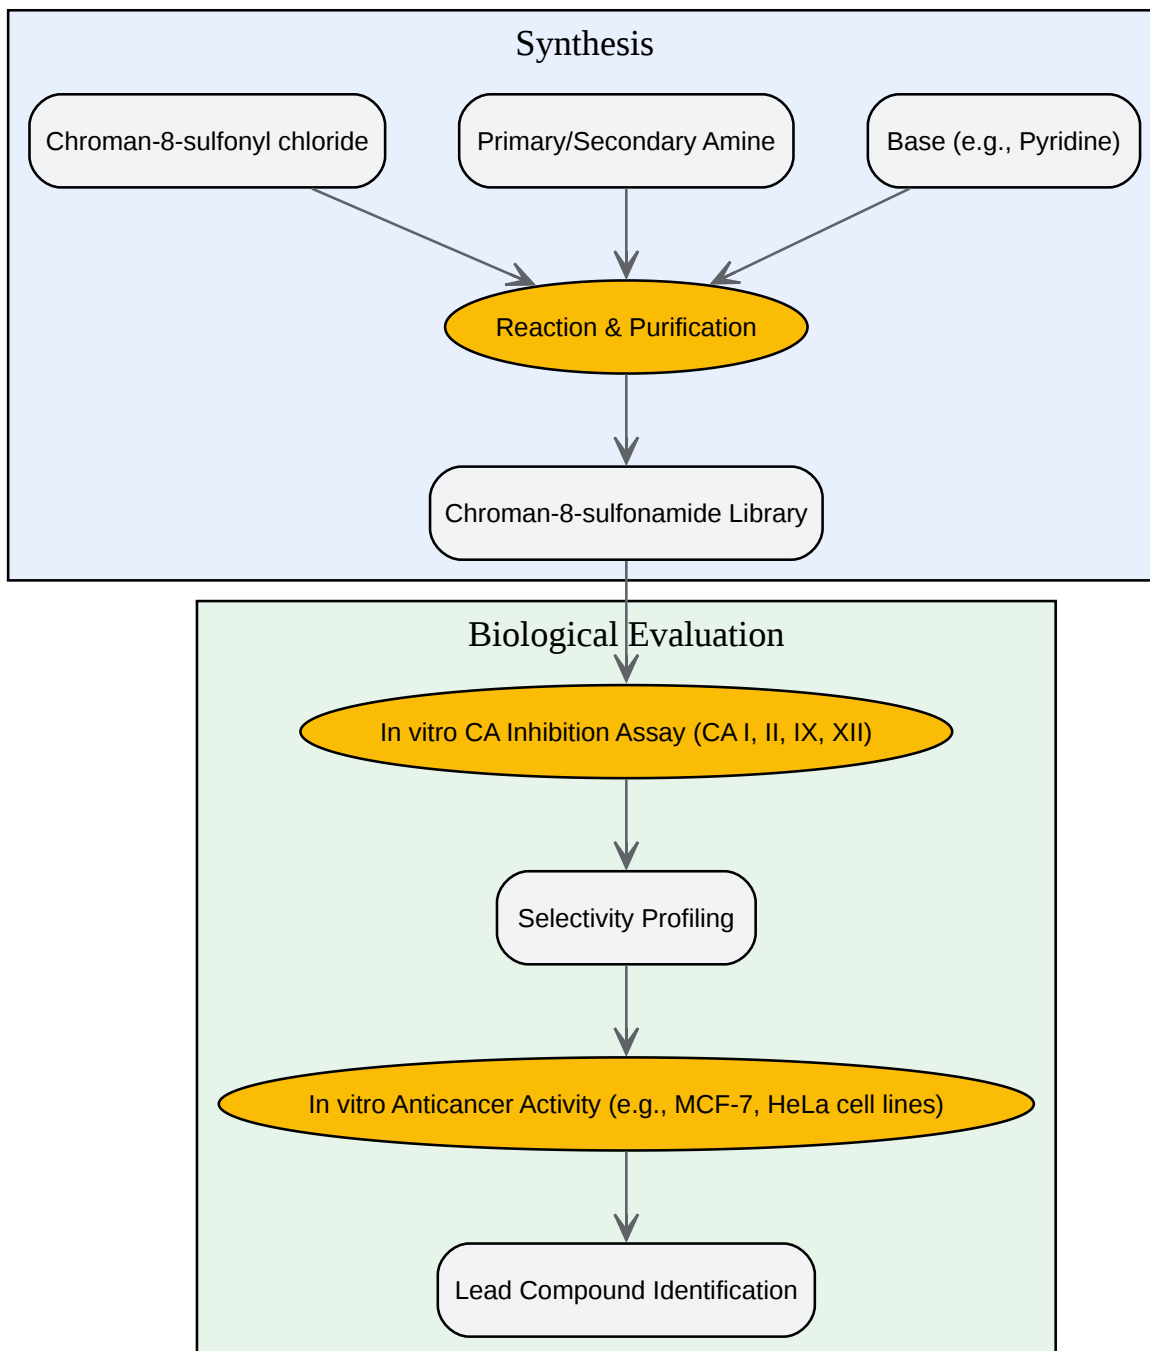 Synthesis
Chroman-8-sulfonyl chloride
Primary/Secondary Amine
Base (e.g., Pyridine)
Reaction & Purification
Chroman-8-sulfonamide Library
Biological Evaluation
In vitro CA Inhibition Assay (CA I, II, IX, XII)
Selectivity Profiling
In vitro Anticancer Activity (e.g., MCF-7, HeLa cell lines)
Lead Compound Identification